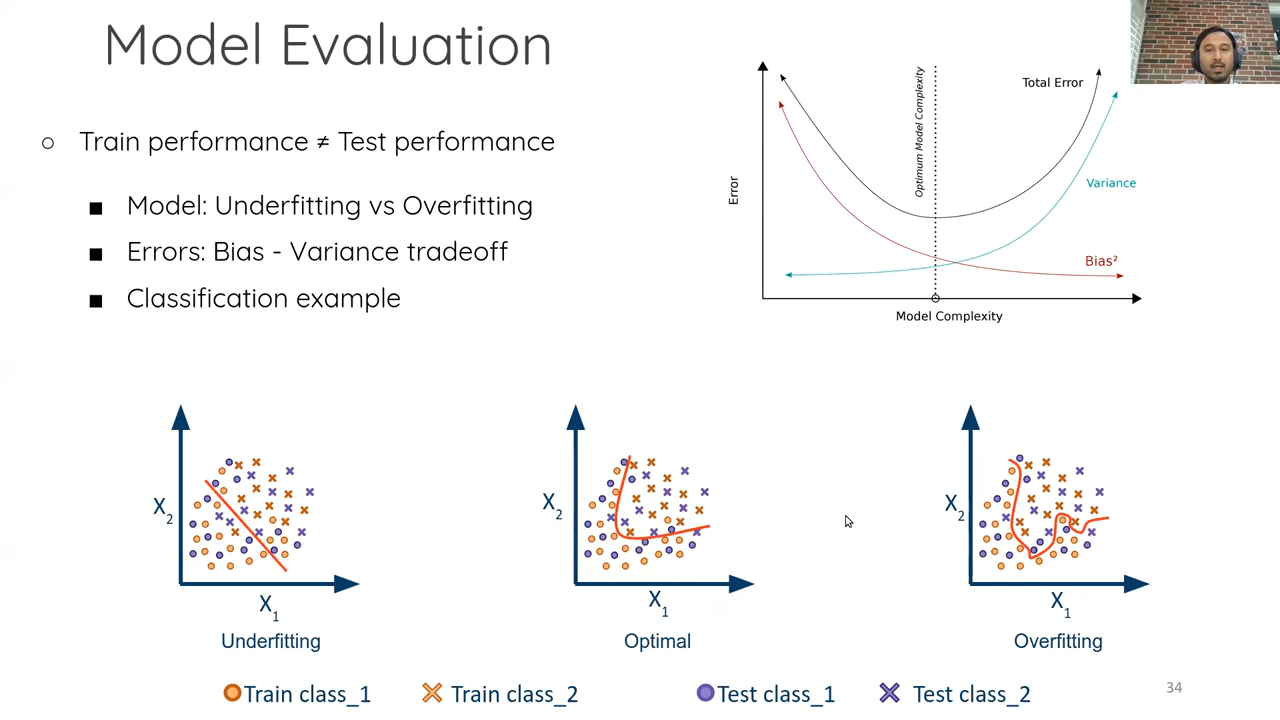 Model Evaluation
○ Train performance ≠ Test performance
■ Model: Underfitting vs Overfitting
■ Errors: Bias - Variance tradeoff
■ Classification example
Error
Optimum Model Complexity
Total Error
Variance
Bias²
Model Complexity
X2
X1
Underfitting
X2
X1
Optimal
X2
X1
Overfitting
Train class_1
Train class_2
Test class_1
Test class_2
34